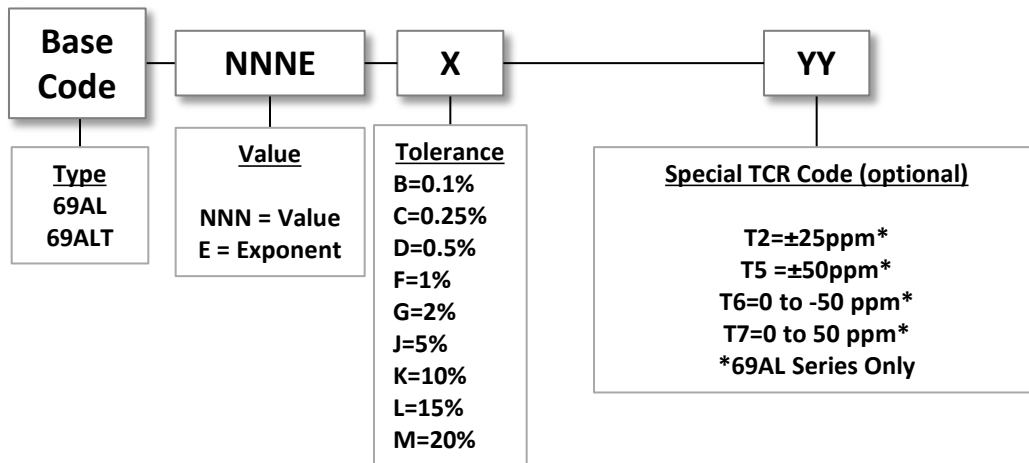 Base
Code
NNNE
X
YY
Type
69AL
69ALT
Value
NNN = Value
E = Exponent
Tolerance
B=0.1%
C=0.25%
D=0.5%
F=1%
G=2%
J=5%
K=10%
L=15%
M=20%
Special TCR Code (optional)
T2=±25ppm*
T5 =±50ppm*
T6=0 to -50 ppm*
T7=0 to 50 ppm*
*69AL Series Only